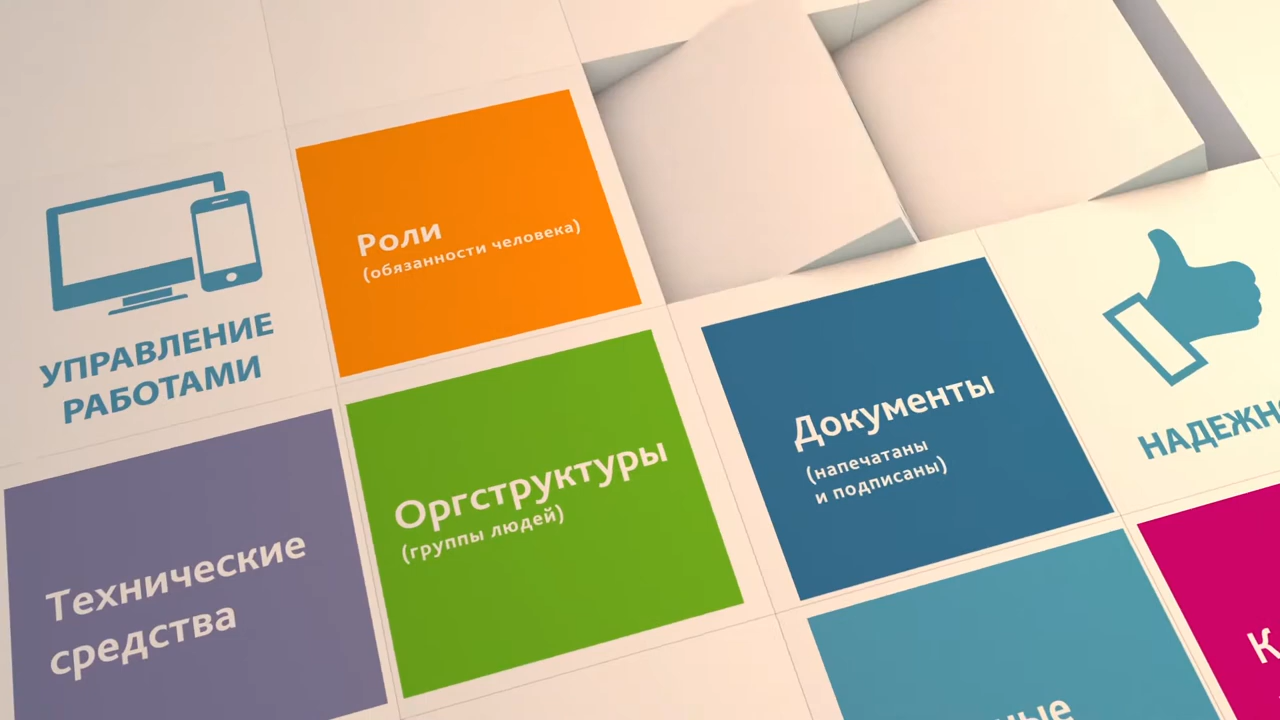 Роли
(обязанности человека)
УПРАВЛЕНИЕ
РАБОТАМИ
Документы
(напечатаны
и подписаны)
Оргструктуры
(группы людей)
Технические
средства